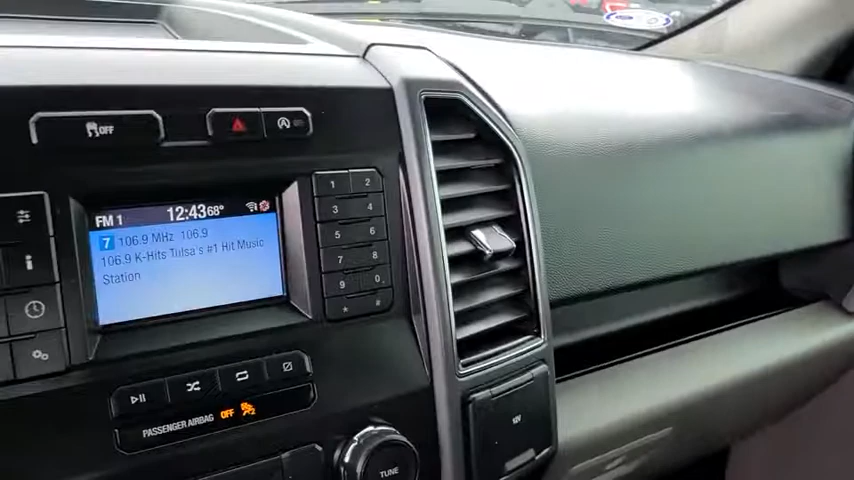 OFF
A
FM 1 12:43 68°
7 106.9 MHz 106.9
106.9 K-Hits Tulsa's #1 Hit Music
Station
1 2
3 4
5 6
7 8
9 0
* #
i
PASSENGER AIRBAG OFF 2
TUNE